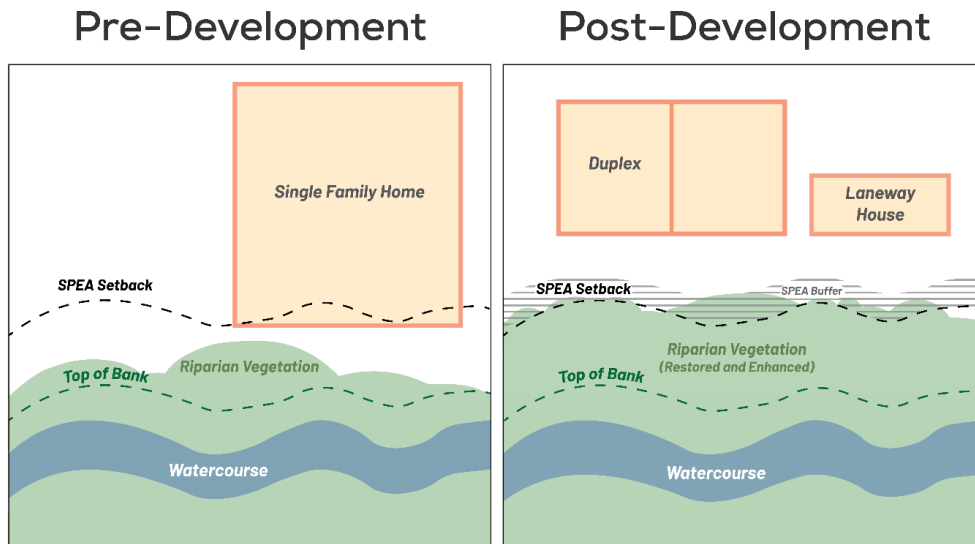 Pre-Development
Single Family Home
SPEA Setback
Riparian Vegetation
Top of Bank
Watercourse
Post-Development
Duplex
Laneway
House
SPEA Setback
SPEA Buffer
Riparian Vegetation
(Restored and Enhanced)
Top of Bank
Watercourse